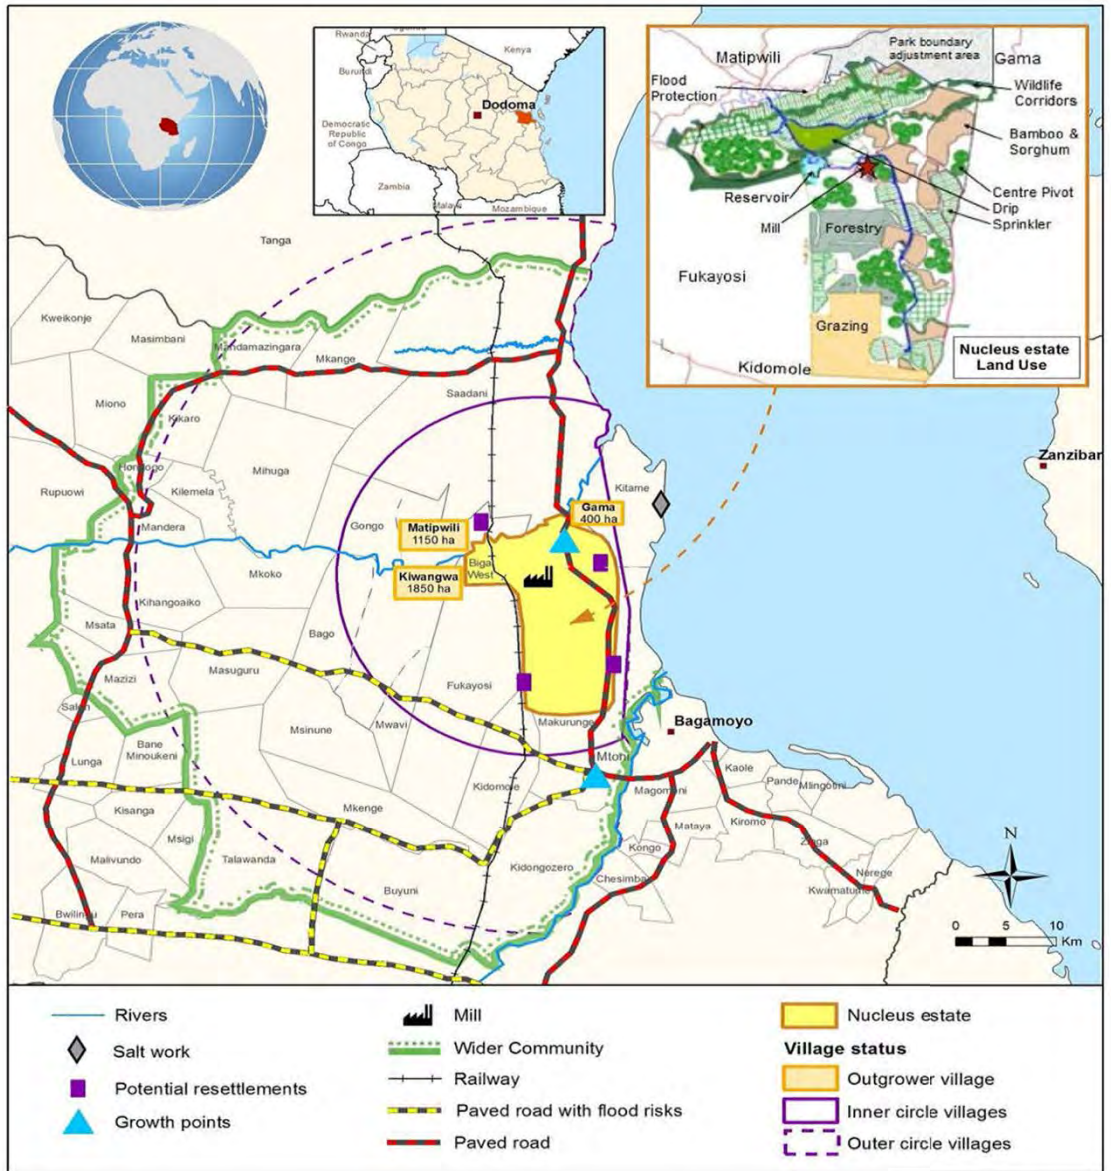 Rwanda
Burundi
Kenya
Dodoma
Democratic
Republic
of Congo
Zambia
Mozambique
Matipwili
Park boundary
adjustment area
Gama
Flood
Protection
Wildlife
Corridors
Bamboo &
Sorghum
Reservoir
Centre Pivot
Drip
Sprinkler
Mill
Forestry
Fukayosi
Grazing
Kidomole
Nucleus estate
Land Use
Tanga
Kweikonje
Masimbani
Mandamazingara
Mkange
Saadani
Miono
Kikaro
Mihuga
Rupuowi
Kilemela
Mandera
Gongo
Kitame
Zanzibar
Matipwili
1150 ha
Gama
400 ha
Kiwangwa
1850 ha
Biga
West
Mkoko
Kihangoaiko
Msata
Bago
Masuguru
Mazizi
Fukayosi
Makurunge
Mwavi
Msinune
Bagamoyo
Bane
Minoukeni
Lunga
Mtohi
Kaole
Pande
Mlingotini
Magomani
Kidomole
Kisanga
Mkenge
Msigi
Mataya
Kiromo
Zinga
Malivundo
Talawanda
Kidongozero
Kongo
Chesimba
Nerege
Kwamatume
Buyuni
Bwilingu
Pera
N
0 5 10
Km
Rivers
Salt work
Potential resettlements
Growth points
Mill
Wider Community
Railway
Paved road with flood risks
Paved road
Nucleus estate
Village status
Outgrower village
Inner circle villages
Outer circle villages